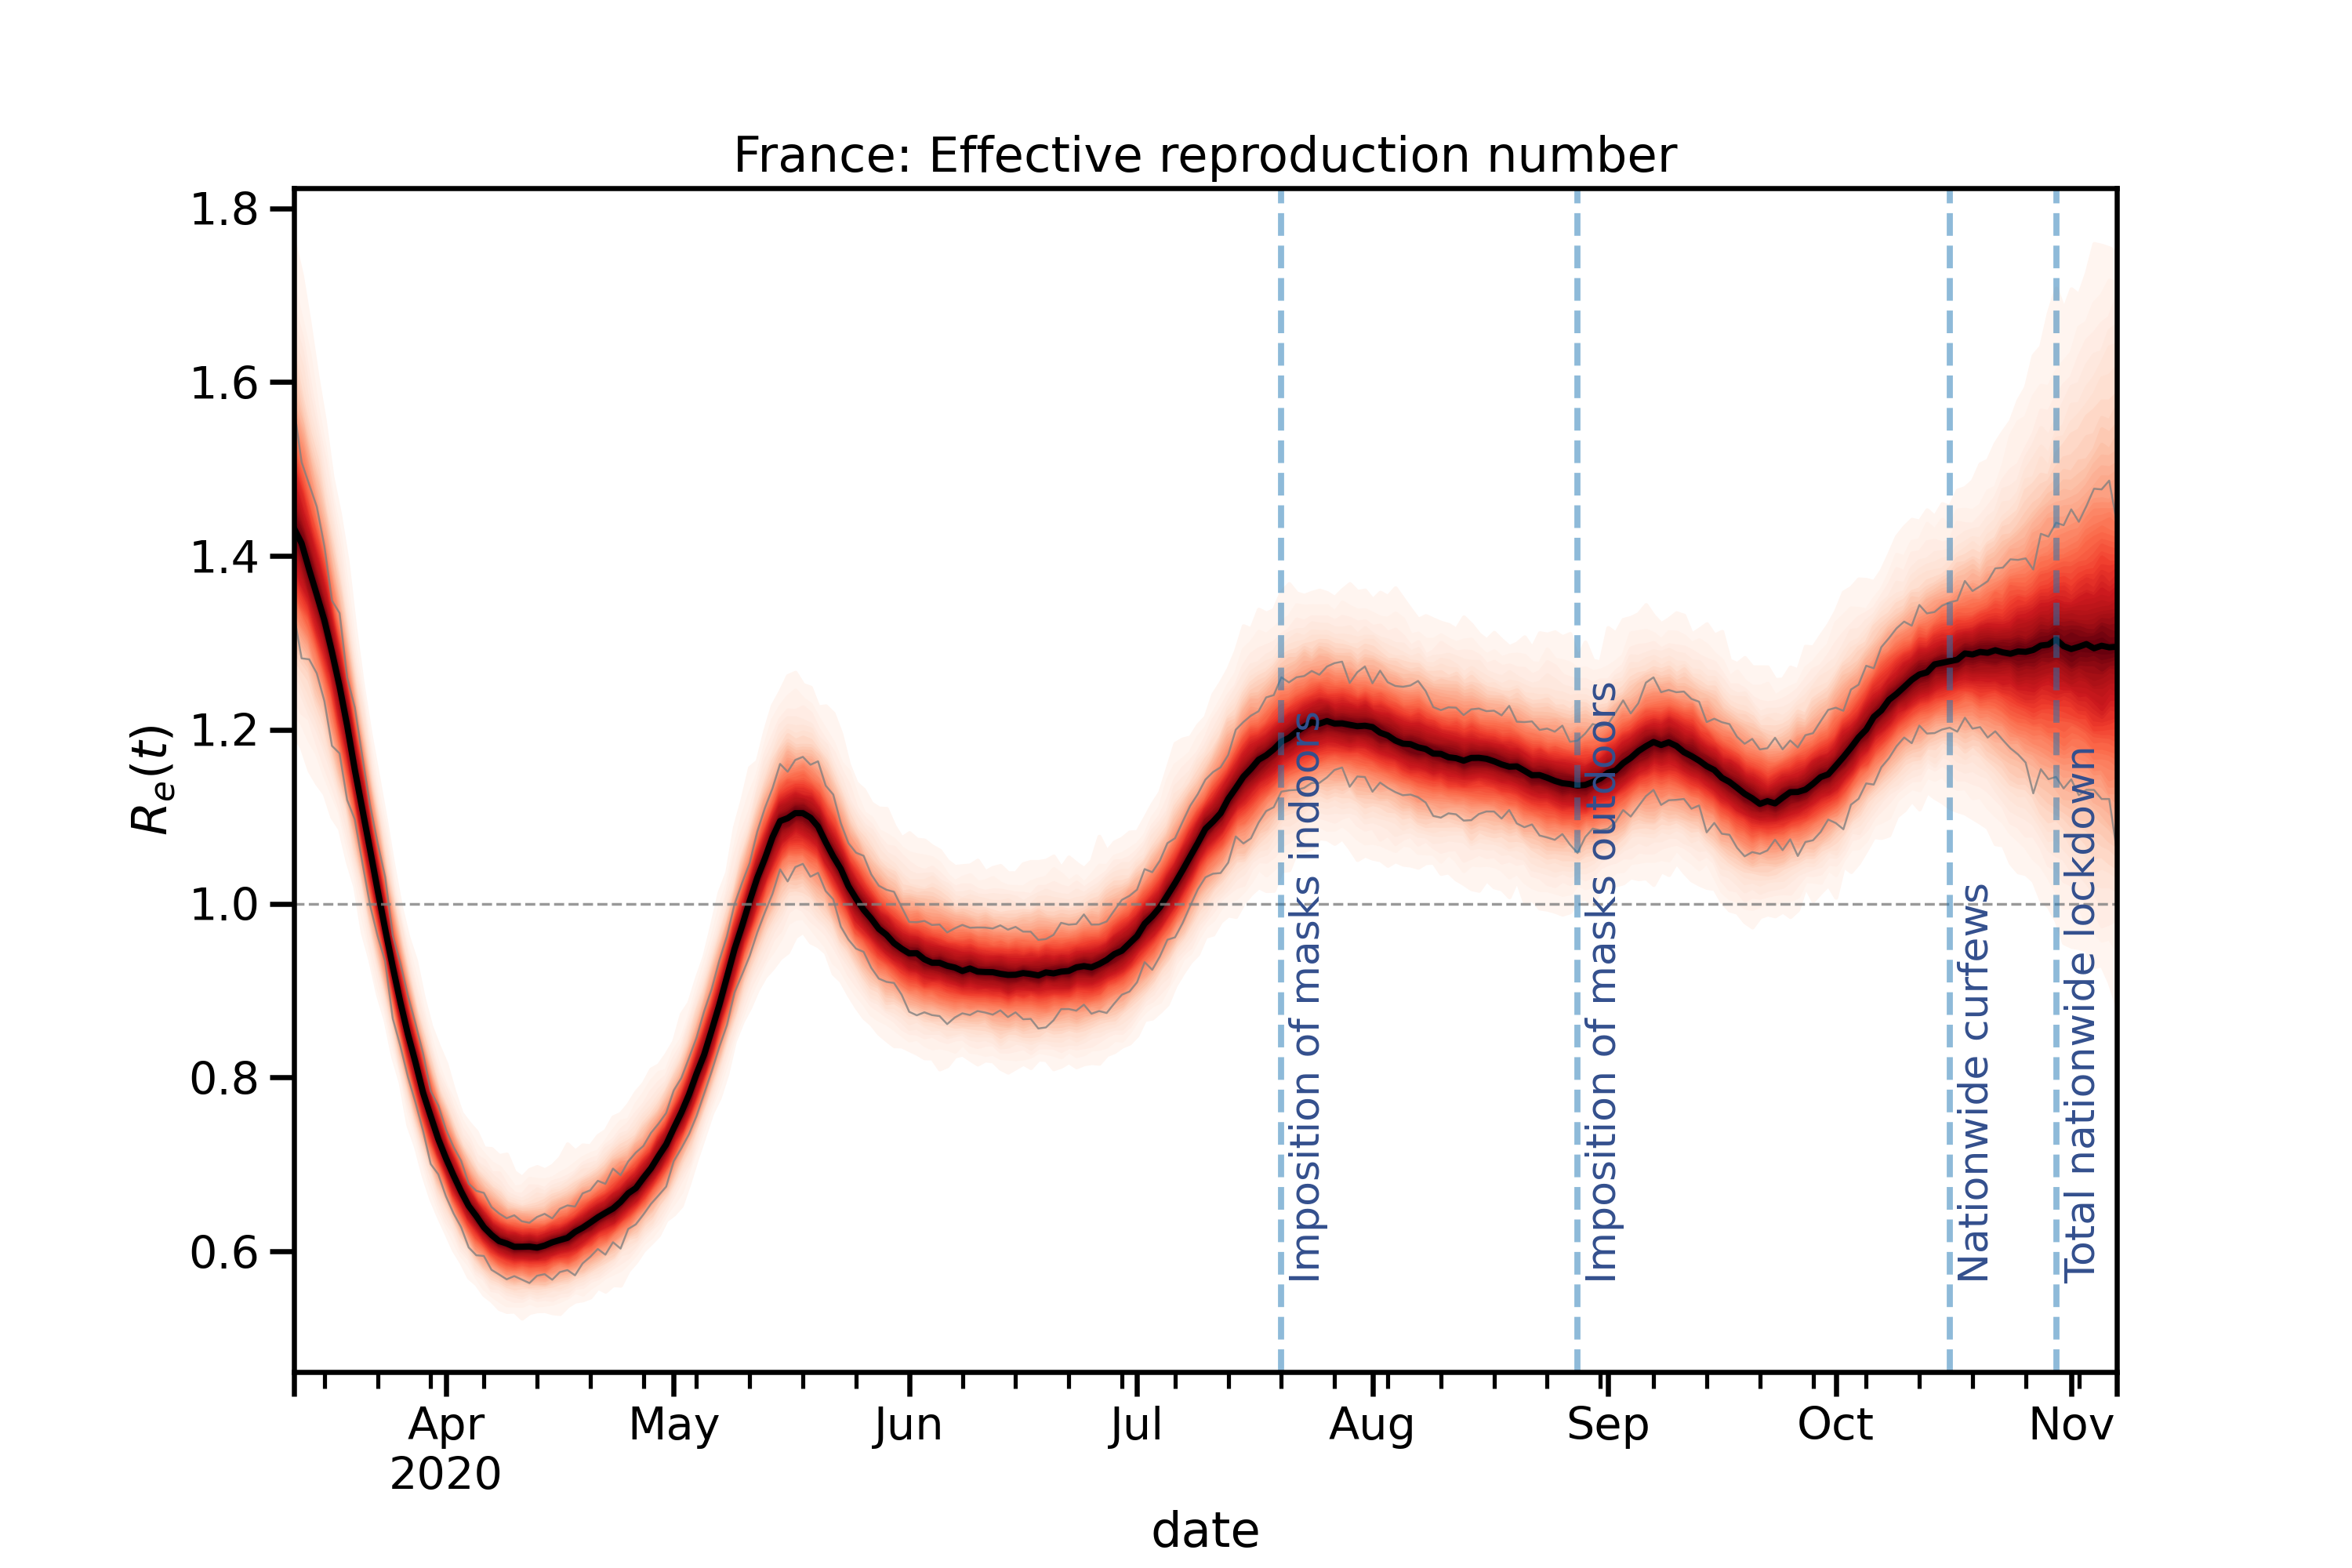 France: Effective reproduction number
1.8
1.6
1.4
1.2
1.0
0.8
0.6
Rₑ(t)
Imposition of masks indoors
Imposition of masks outdoors
Nationwide curfews
Total nationwide lockdown
Apr May Jun Jul Aug Sep Oct Nov
2020
date